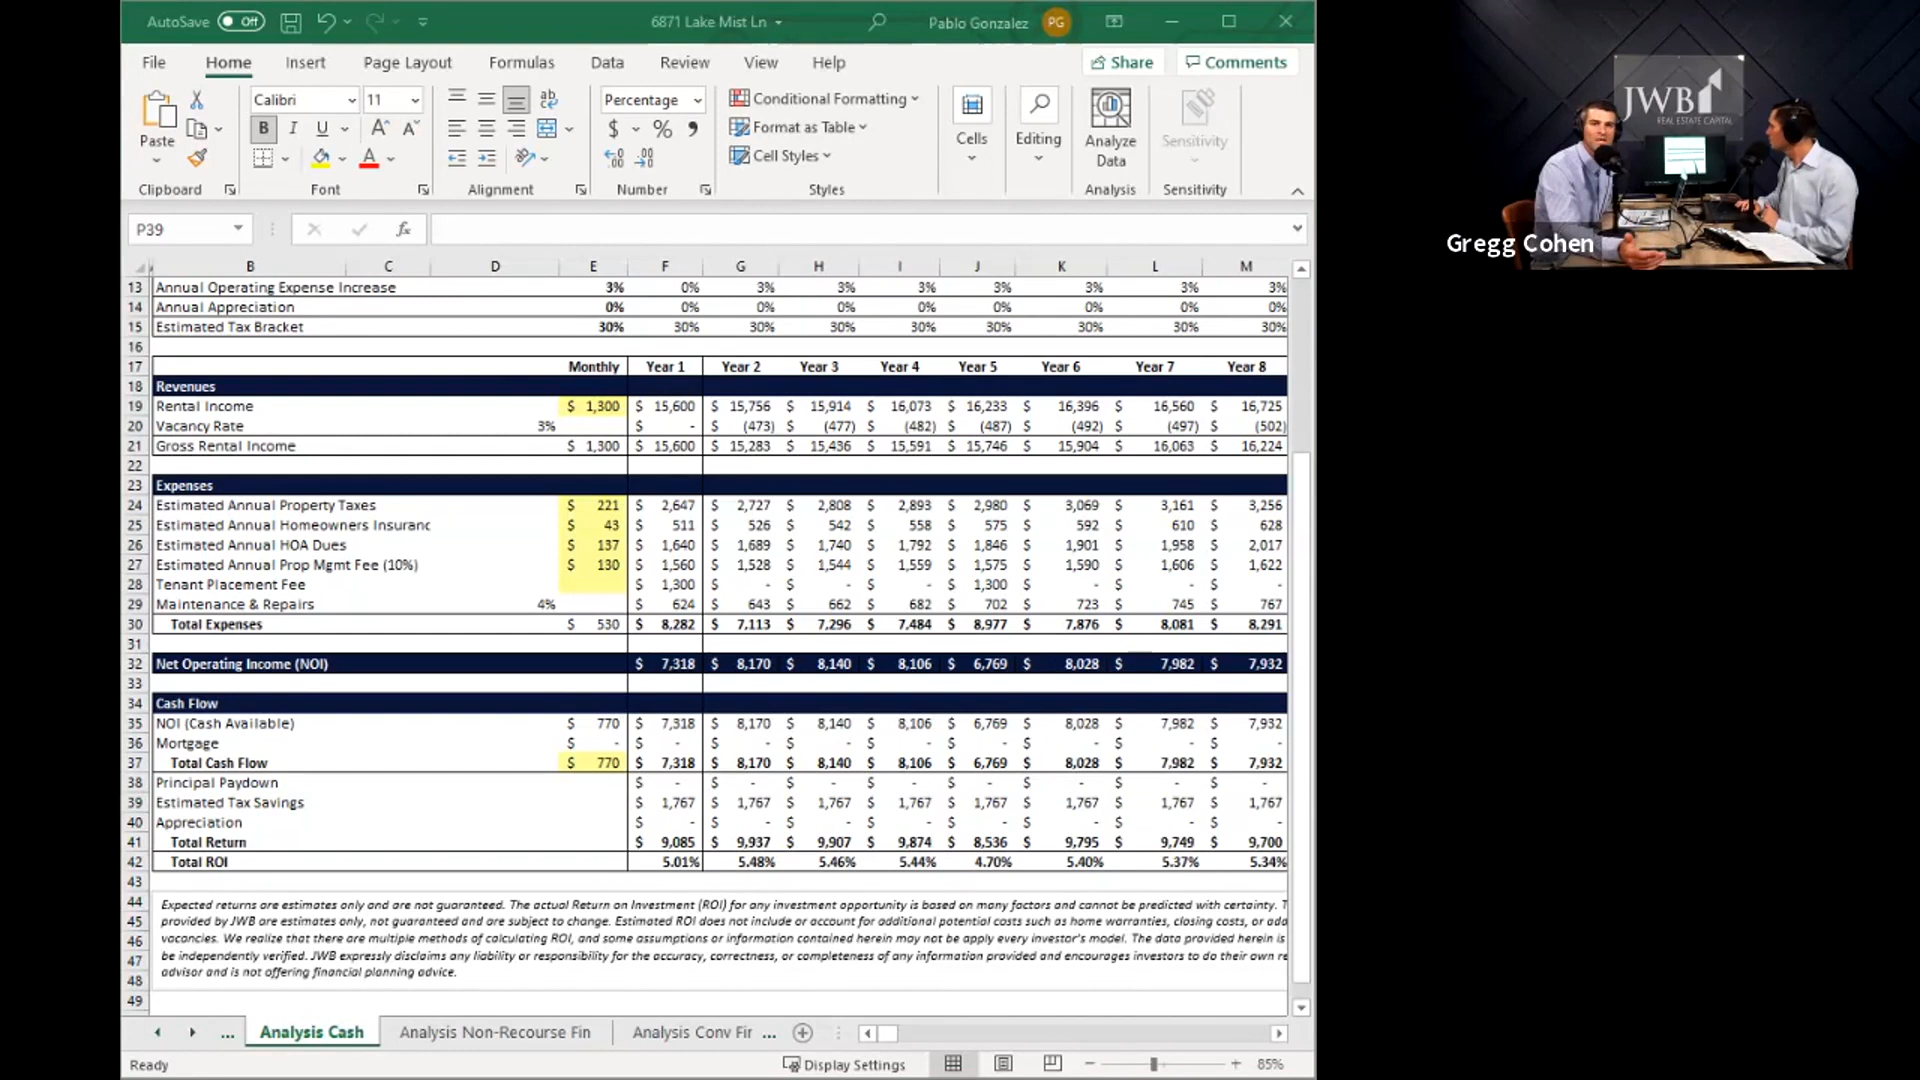 AutoSave Off 6871 Lake Mist Ln Pablo Gonzalez PG
File Home Insert Page Layout Formulas Data Review View Help Share Comments
Calibri 11 Percentage Conditional Formatting
Paste B I U A A $ % 9 Format as Table Cells Editing Analyze Data Sensitivity
A Cell Styles
Clipboard Font Alignment Number Styles Analysis Sensitivity
P39 fx
B C D E F G H I J K L M
13 Annual Operating Expense Increase 3% 0% 3% 3% 3% 3% 3% 3% 3%
14 Annual Appreciation 0% 0% 0% 0% 0% 0% 0% 0% 0%
15 Estimated Tax Bracket 30% 30% 30% 30% 30% 30% 30% 30% 30%
16
17 Monthly Year 1 Year 2 Year 3 Year 4 Year 5 Year 6 Year 7 Year 8
18 Revenues
19 Rental Income $ 1,300 $ 15,600 $ 15,756 $ 15,914 $ 16,073 $ 16,233 $ 16,396 $ 16,560 $ 16,725
20 Vacancy Rate 3% $ - $ (473) $ (477) $ (482) $ (487) $ (492) $ (497) $ (502)
21 Gross Rental Income $ 1,300 $ 15,600 $ 15,283 $ 15,436 $ 15,591 $ 15,746 $ 15,904 $ 16,063 $ 16,224
22
23 Expenses
24 Estimated Annual Property Taxes $ 221 $ 2,647 $ 2,727 $ 2,808 $ 2,893 $ 2,980 $ 3,069 $ 3,161 $ 3,256
25 Estimated Annual Homeowners Insuranc $ 43 $ 511 $ 526 $ 542 $ 558 $ 575 $ 592 $ 610 $ 628
26 Estimated Annual HOA Dues $ 137 $ 1,640 $ 1,689 $ 1,740 $ 1,792 $ 1,846 $ 1,901 $ 1,958 $ 2,017
27 Estimated Annual Prop Mgmt Fee (10%) $ 130 $ 1,560 $ 1,528 $ 1,544 $ 1,559 $ 1,575 $ 1,590 $ 1,606 $ 1,622
28 Tenant Placement Fee $ 1,300 $ - $ - $ - $ 1,300 $ - $ - $ -
29 Maintenance & Repairs 4% $ 624 $ 643 $ 662 $ 682 $ 702 $ 723 $ 745 $ 767
30 Total Expenses $ 530 $ 8,282 $ 7,113 $ 7,296 $ 7,484 $ 8,977 $ 7,876 $ 8,081 $ 8,291
31
32 Net Operating Income (NOI) $ 7,318 $ 8,170 $ 8,140 $ 8,106 $ 6,769 $ 8,028 $ 7,982 $ 7,932
33
34 Cash Flow
35 NOI (Cash Available) $ 770 $ 7,318 $ 8,170 $ 8,140 $ 8,106 $ 6,769 $ 8,028 $ 7,982 $ 7,932
36 Mortgage $ - $ - $ - $ - $ - $ - $ - $ - $ -
37 Total Cash Flow $ 770 $ 7,318 $ 8,170 $ 8,140 $ 8,106 $ 6,769 $ 8,028 $ 7,982 $ 7,932
38 Principal Paydown $ - $ - $ - $ - $ - $ - $ - $ -
39 Estimated Tax Savings $ 1,767 $ 1,767 $ 1,767 $ 1,767 $ 1,767 $ 1,767 $ 1,767 $ 1,767
40 Appreciation $ - $ - $ - $ - $ - $ - $ - $ -
41 Total Return $ 9,085 $ 9,937 $ 9,907 $ 9,874 $ 8,536 $ 9,795 $ 9,749 $ 9,700
42 Total ROI 5.01% 5.48% 5.46% 5.44% 4.70% 5.40% 5.37% 5.34%
43
44 Expected returns are estimates only and are not guaranteed. The actual Return on Investment (ROI) for any investment opportunity is based on many factors and cannot be predicted with certainty. T
45 provided by JWB are estimates only, not guaranteed and are subject to change. Estimated ROI does not include or account for additional potential costs such as home warranties, closing costs, or add
46 vacancies. We realize that there are multiple methods of calculating ROI, and some assumptions or information contained herein may not be apply every investor's model. The data provided herein is
47 be independently verified. JWB expressly disclaims any liability or responsibility for the accuracy, correctness, or completeness of any information provided and encourages investors to do their own re
48 advisor and is not offering financial planning advice.
49
... Analysis Cash Analysis Non-Recourse Fin Analysis Conv Fir ...
Ready Display Settings 85%
JWB
REAL ESTATE CAPITAL
Gregg Cohen